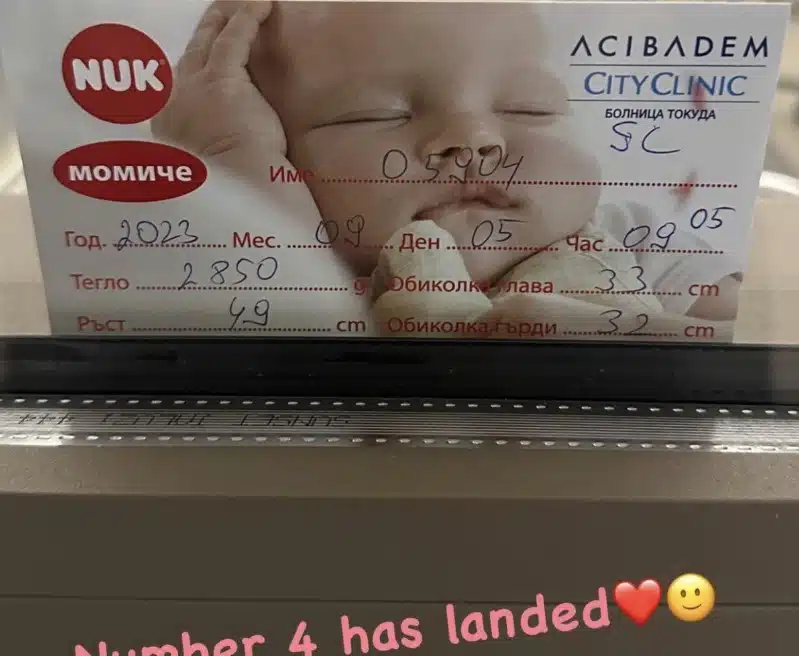 NUK
ACIBADEM
CITYCLINIC
БОЛНИЦА ТОКУДА
SC
момиче
Име 05904
Год. 2023 Мес. 09 Ден 05 Час 09 05
Тегло 2850 g Обиколка глава 33 cm
Ръст 49 cm Обиколка гърди 32 cm
Number 4 has landed❤️🙂